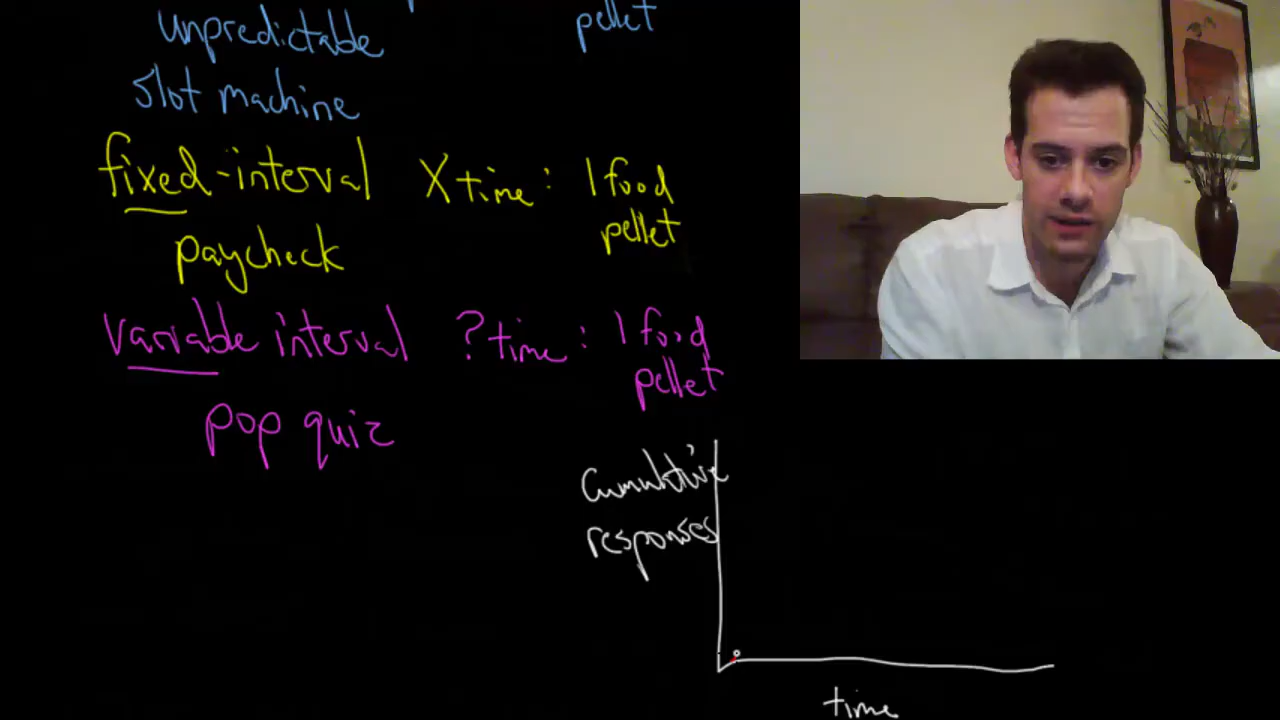 unpredictable
pellet
slot machine
fixed-interval X time: 1 food
pellet
paycheck
variable interval ? time: 1 food
pellet
pop quiz
Cumulative
responses
time